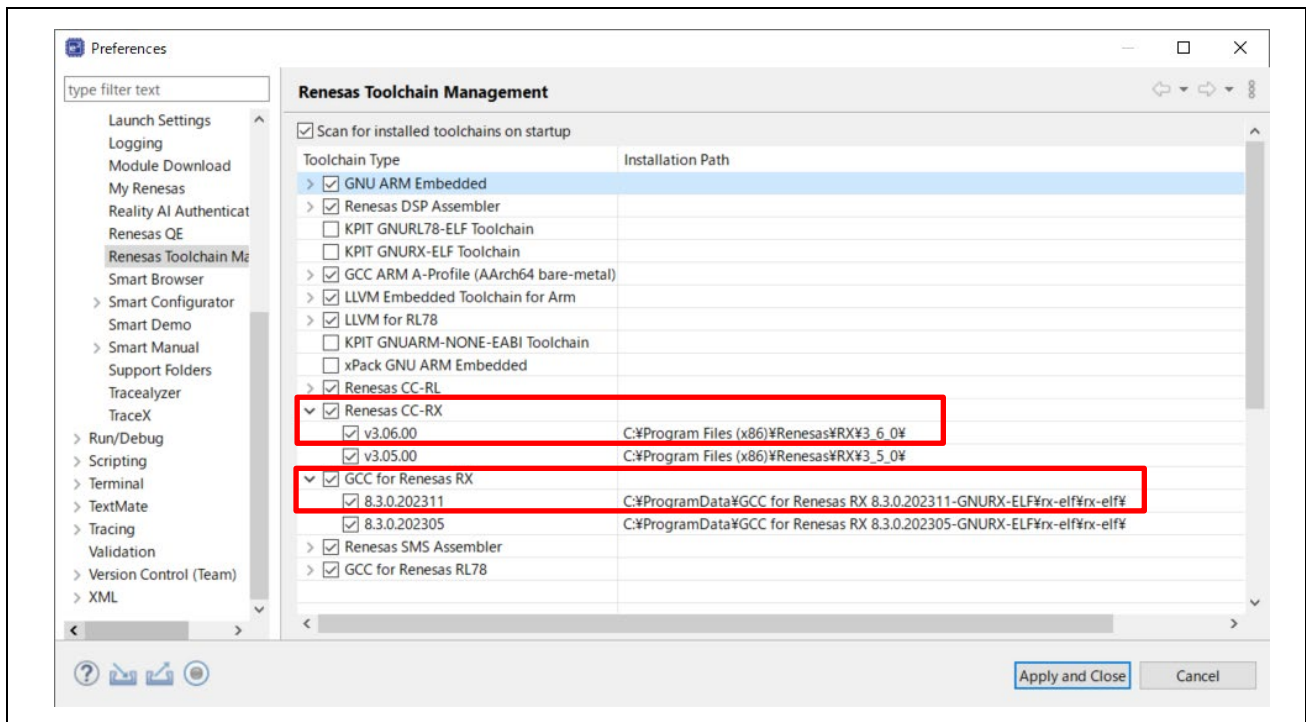 Preferences
type filter text
Launch Settings
Logging
Module Download
My Renesas
Reality AI Authenticat
Renesas QE
Renesas Toolchain Ma
Smart Browser
Smart Configurator
Smart Demo
Smart Manual
Support Folders
Tracealyzer
TraceX
Run/Debug
Scripting
Terminal
TextMate
Tracing
Validation
Version Control (Team)
XML
Renesas Toolchain Management
Scan for installed toolchains on startup
Toolchain Type Installation Path
GNU ARM Embedded
Renesas DSP Assembler
KPIT GNURL78-ELF Toolchain
KPIT GNURX-ELF Toolchain
GCC ARM A-Profile (AArch64 bare-metal)
LLVM Embedded Toolchain for Arm
LLVM for RL78
KPIT GNUARM-NONE-EABI Toolchain
xPack GNU ARM Embedded
Renesas CC-RL
Renesas CC-RX
v3.06.00 C:¥Program Files (x86)¥Renesas¥RX¥3_6_0¥
v3.05.00 C:¥Program Files (x86)¥Renesas¥RX¥3_5_0¥
GCC for Renesas RX
8.3.0.202311 C:¥ProgramData¥GCC for Renesas RX 8.3.0.202311-GNURX-ELF¥rx-elf¥rx-elf¥
8.3.0.202305 C:¥ProgramData¥GCC for Renesas RX 8.3.0.202305-GNURX-ELF¥rx-elf¥rx-elf¥
Renesas SMS Assembler
GCC for Renesas RL78
Apply and Close Cancel